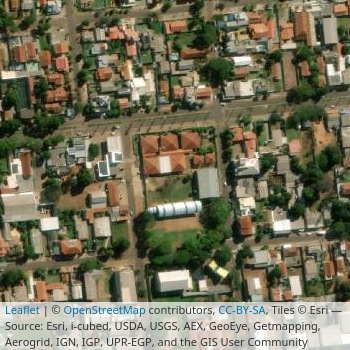 Leaflet | © OpenStreetMap contributors, CC-BY-SA, Tiles © Esri —
Source: Esri, i-cubed, USDA, USGS, AEX, GeoEye, Getmapping,
Aerogrid, IGN, IGP, UPR-EGP, and the GIS User Community